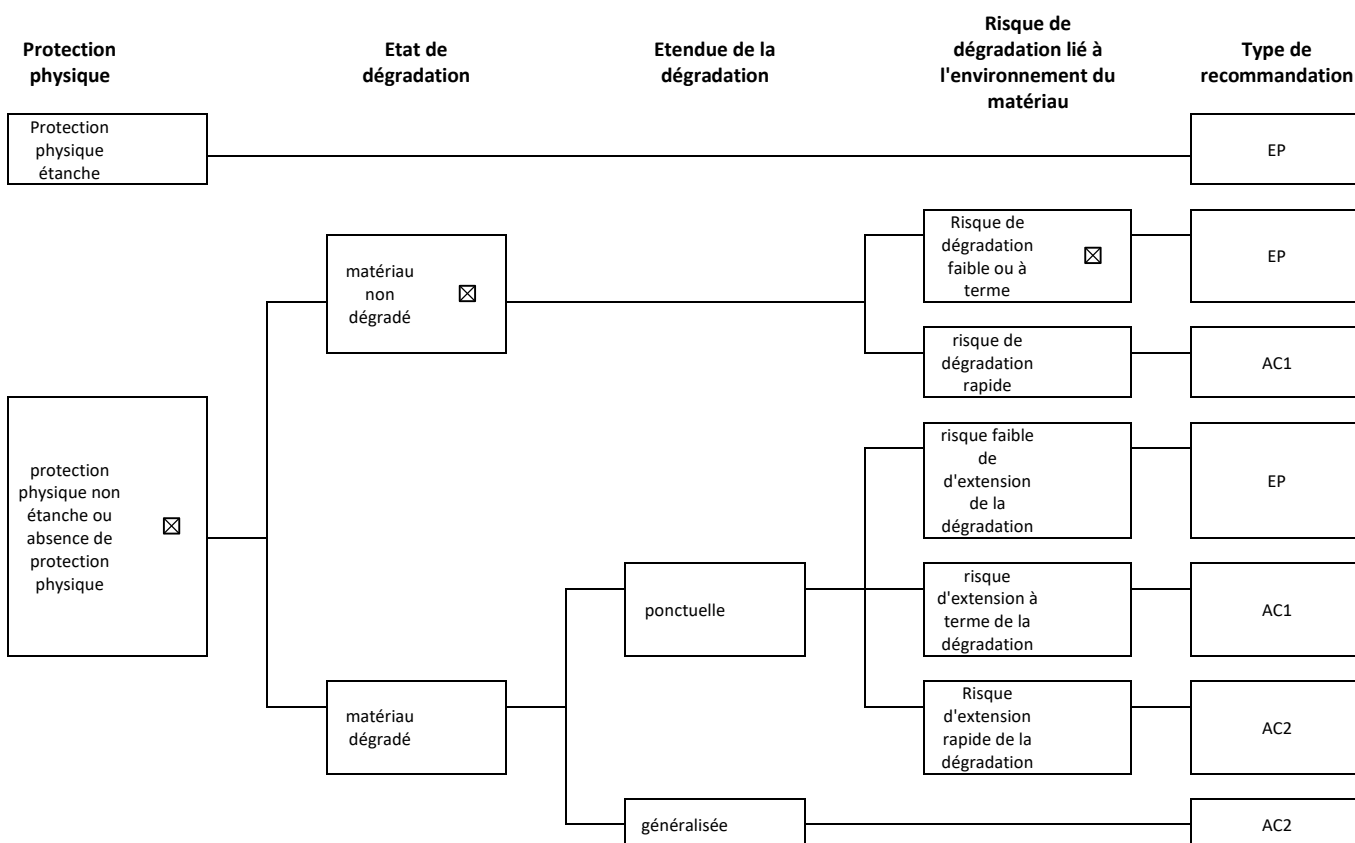 Protection
physique
Etat de
dégradation
Etendue de la
dégradation
Risque de
dégradation lié à
l'environnement du
matériau
Type de
recommandation
Protection
physique
étanche
EP
Risque de
dégradation
faible ou à
terme
☒
EP
matériau
non
dégradé
☒
risque de
dégradation
rapide
AC1
protection
physique non
étanche ou
absence de
protection
physique
☒
risque faible
de
d'extension
de la
dégradation
EP
ponctuelle
risque
d'extension à
terme de la
dégradation
AC1
matériau
dégradé
Risque
d'extension
rapide de la
dégradation
AC2
généralisée
AC2